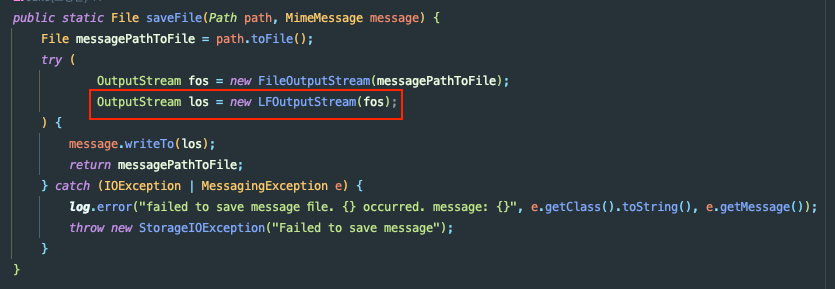 public static File saveFile(Path path, MimeMessage message) {
File messagePathToFile = path.toFile();
try (
OutputStream fos = new FileOutputStream(messagePathToFile);
OutputStream los = new LFOutputStream(fos);
) {
message.writeTo(los);
return messagePathToFile;
} catch (IOException | MessagingException e) {
log.error("failed to save message file. {} occurred. message: {}", e.getClass().toString(), e.getMessage());
throw new StorageIOException("Failed to save message");
}
}